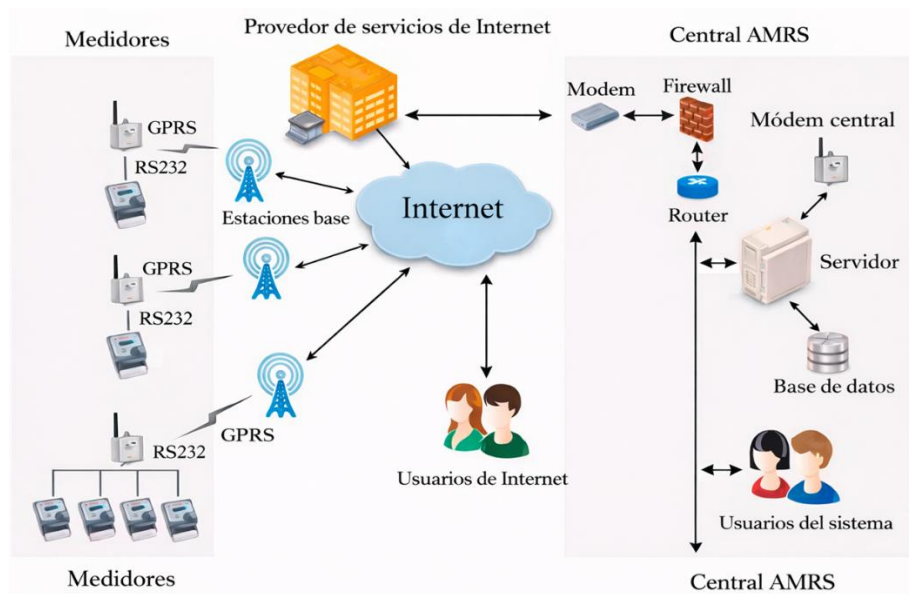 Medidores
Provedor de servicios de Internet
Central AMRS
GPRS
RS232
Estaciones base
Internet
Modem
Firewall
Módem central
Router
Servidor
GPRS
RS232
Base de datos
GPRS
RS232
Usuarios de Internet
Usuarios del sistema
Medidores
Central AMRS